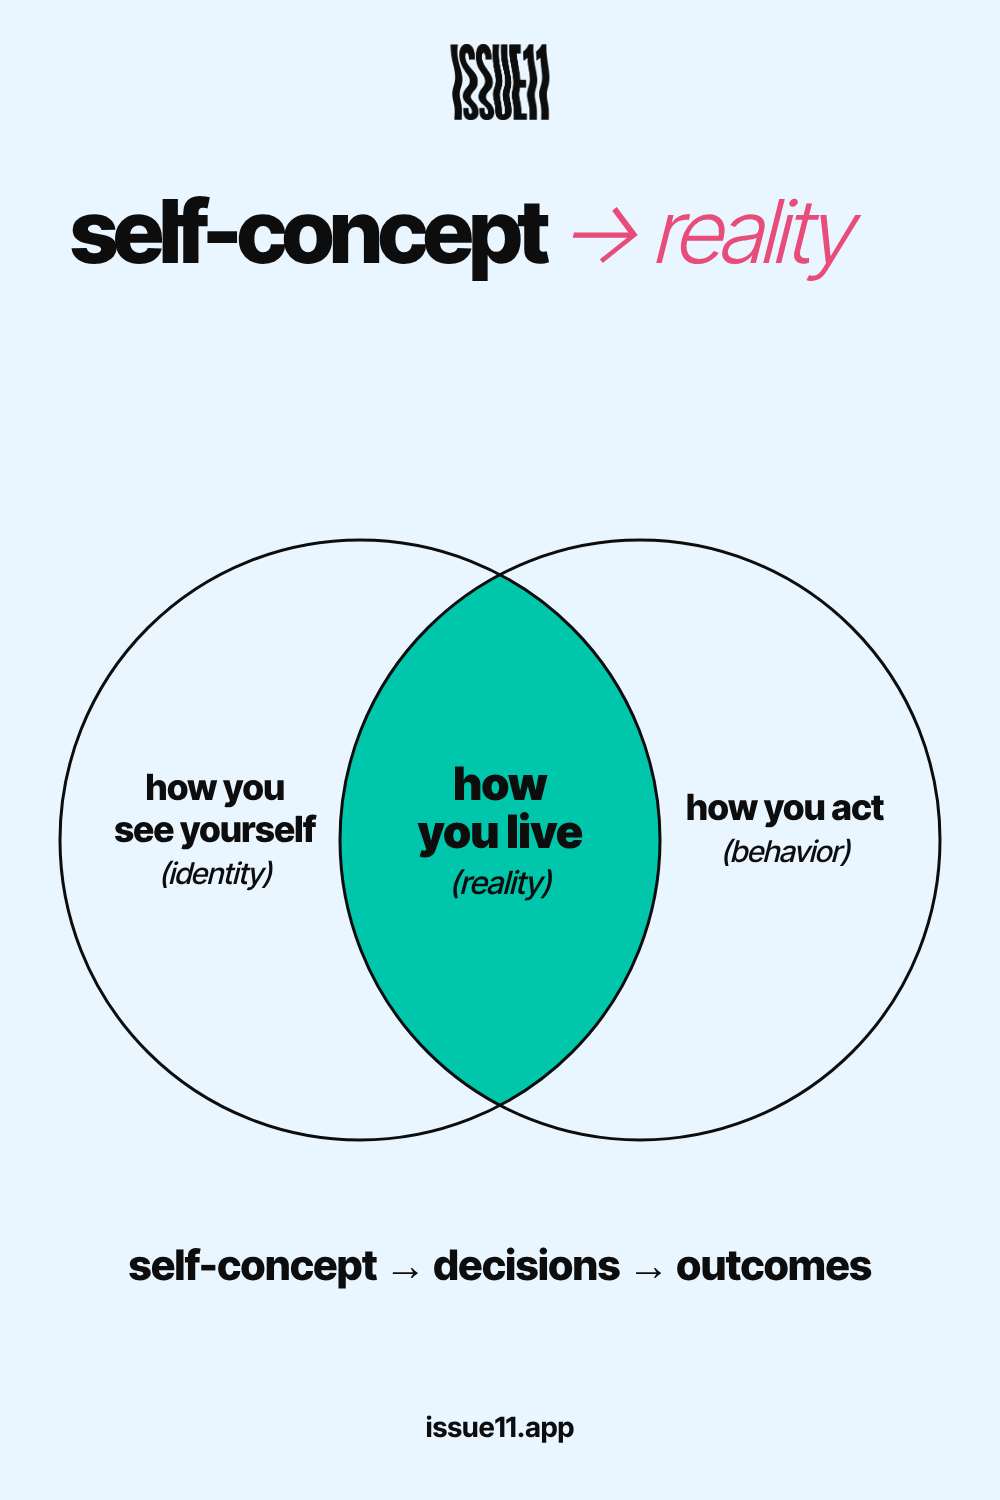 ISSUE11
self-concept → reality
how you
see yourself
(identity)
how
you live
(reality)
how you act
(behavior)
self-concept → decisions → outcomes
issue11.app